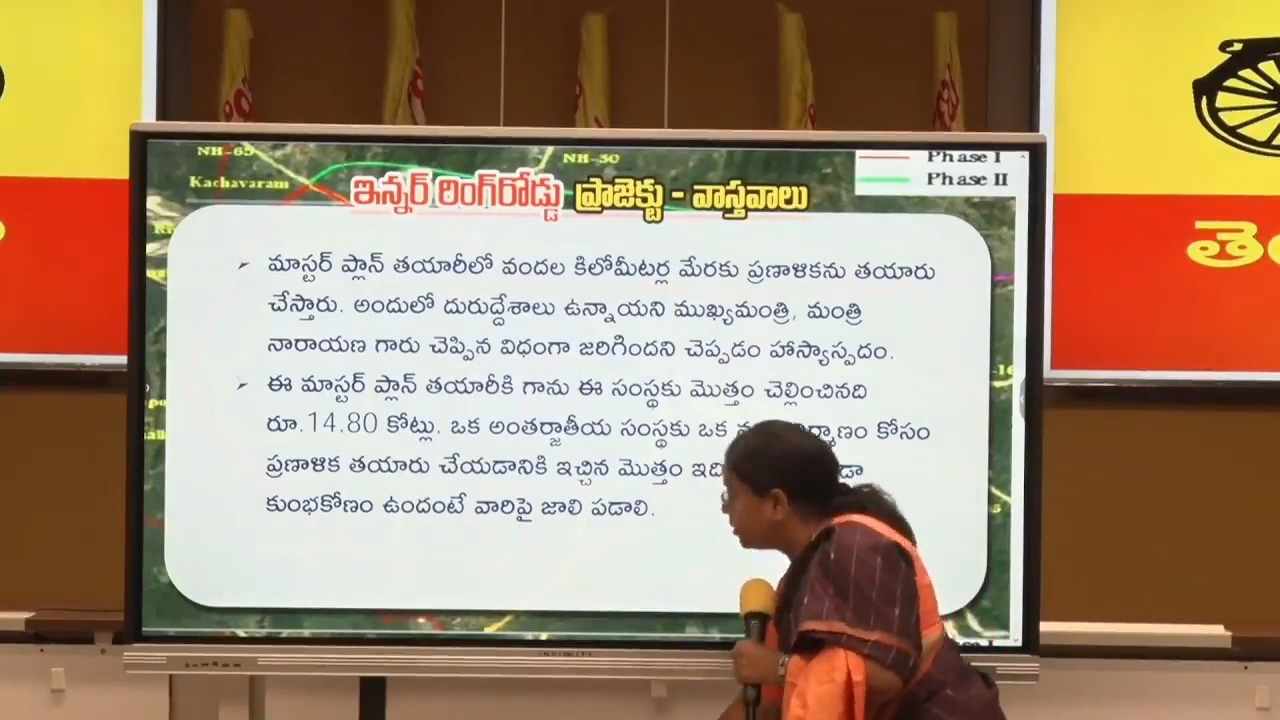 NH-65
NH-30
Phase I
Phase II
Kachavaram
ఇన్నర్ రింగ్‌రోడ్డు ప్రాజెక్టు - వాస్తవాలు
మాస్టర్ ప్లాన్ తయారీలో వందల కిలోమీటర్ల మేరకు ప్రణాళికను తయారు
చేస్తారు. అందులో దురుద్దేశాలు ఉన్నాయని ముఖ్యమంత్రి, మంత్రి
నారాయణ గారు చెప్పిన విధంగా జరిగిందని చెప్పడం హాస్యాస్పదం.
ఈ మాస్టర్ ప్లాన్ తయారీకి గాను ఈ సంస్థకు మొత్తం చెల్లించినది
రూ.14.80 కోట్లు. ఒక అంతర్జాతీయ సంస్థకు ఒక కోసం
ప్రణాళిక తయారు చేయడానికి ఇచ్చిన మొత్తం
కుంభకోణం ఉందంటే వారిపై జాలి పడాలి.
తె